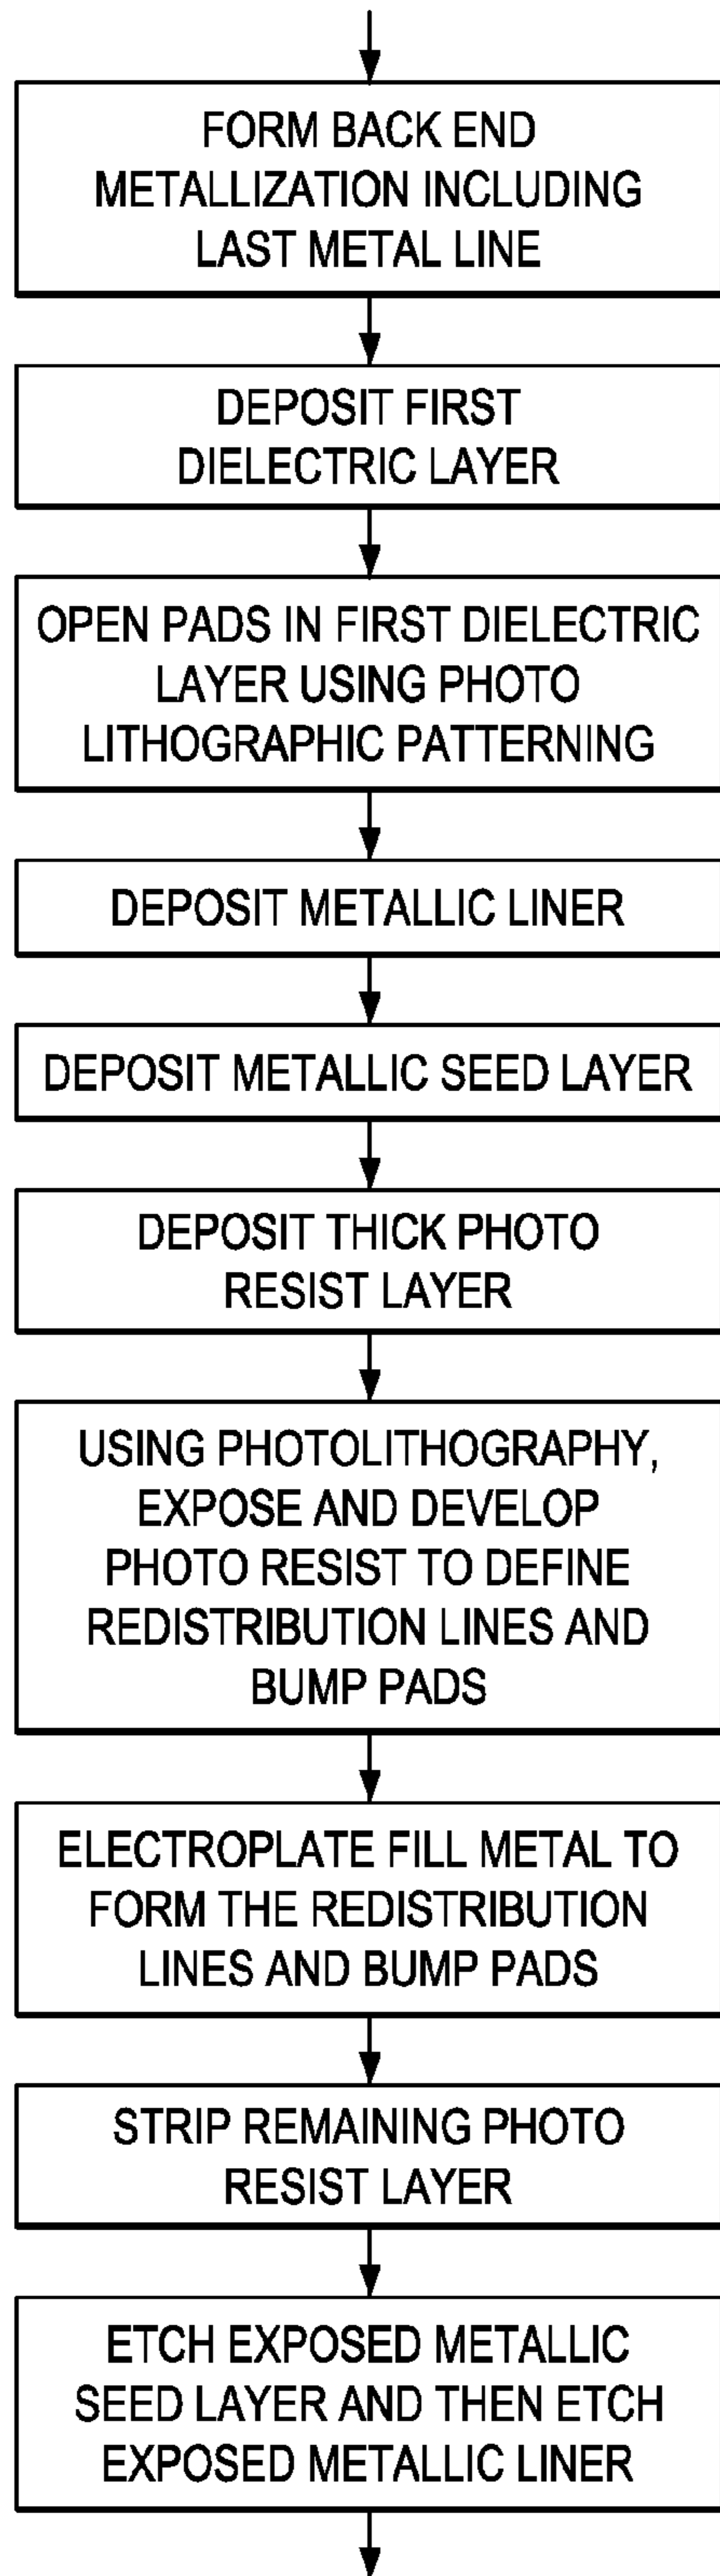 FORM BACK END
METALLIZATION INCLUDING
LAST METAL LINE
DEPOSIT FIRST
DIELECTRIC LAYER
OPEN PADS IN FIRST DIELECTRIC
LAYER USING PHOTO
LITHOGRAPHIC PATTERNING
DEPOSIT METALLIC LINER
DEPOSIT METALLIC SEED LAYER
DEPOSIT THICK PHOTO
RESIST LAYER
USING PHOTOLITHOGRAPHY,
EXPOSE AND DEVELOP
PHOTO RESIST TO DEFINE
REDISTRIBUTION LINES AND
BUMP PADS
ELECTROPLATE FILL METAL TO
FORM THE REDISTRIBUTION
LINES AND BUMP PADS
STRIP REMAINING PHOTO
RESIST LAYER
ETCH EXPOSED METALLIC
SEED LAYER AND THEN ETCH
EXPOSED METALLIC LINER